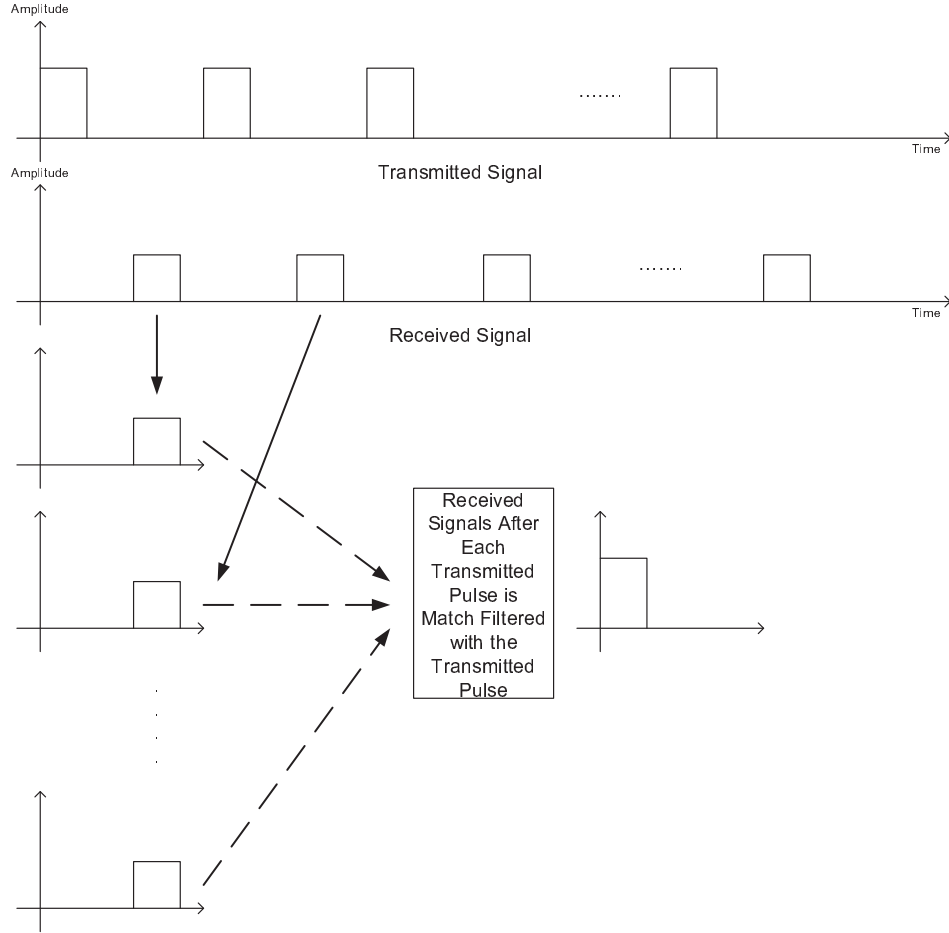 Amplitude
.......
Time
Transmitted Signal
Amplitude
.......
Time
Received Signal
Received
Signals After
Each
Transmitted
Pulse is
Match Filtered
with the
Transmitted
Pulse